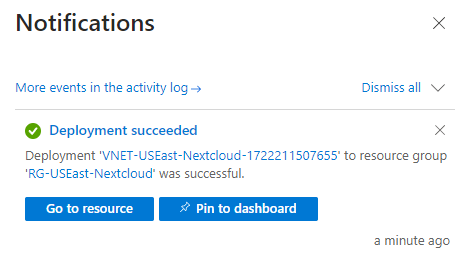 Notifications
More events in the activity log → Dismiss all
Deployment succeeded
Deployment 'VNET-USEast-Nextcloud-1722211507655' to resource group
'RG-USEast-Nextcloud' was successful.
Go to resource Pin to dashboard
a minute ago